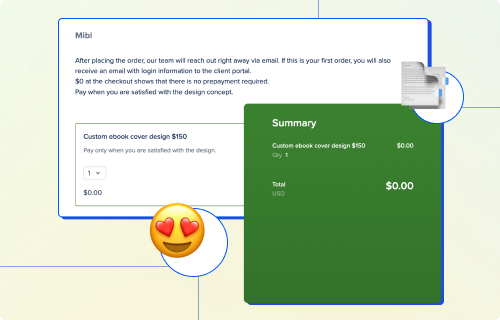 Mibl
After placing the order, our team will reach out right away via email. If this is your first order, you will also
receive an email with login information to the client portal.
$0 at the checkout shows that there is no prepayment required.
Pay when you are satisfied with the design concept.
Custom ebook cover design $150
Pay only when you are satisfied with the design.
1
$0.00
Summary
Custom ebook cover design $150 $0.00
Qty 1
Total $0.00
USD